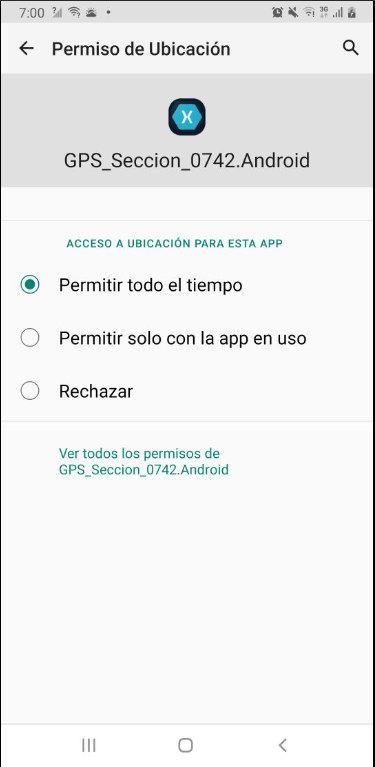 7:00
3G
Permiso de Ubicación
X
GPS_Seccion_0742.Android
ACCESO A UBICACIÓN PARA ESTA APP
Permitir todo el tiempo
Permitir solo con la app en uso
Rechazar
Ver todos los permisos de
GPS_Seccion_0742.Android